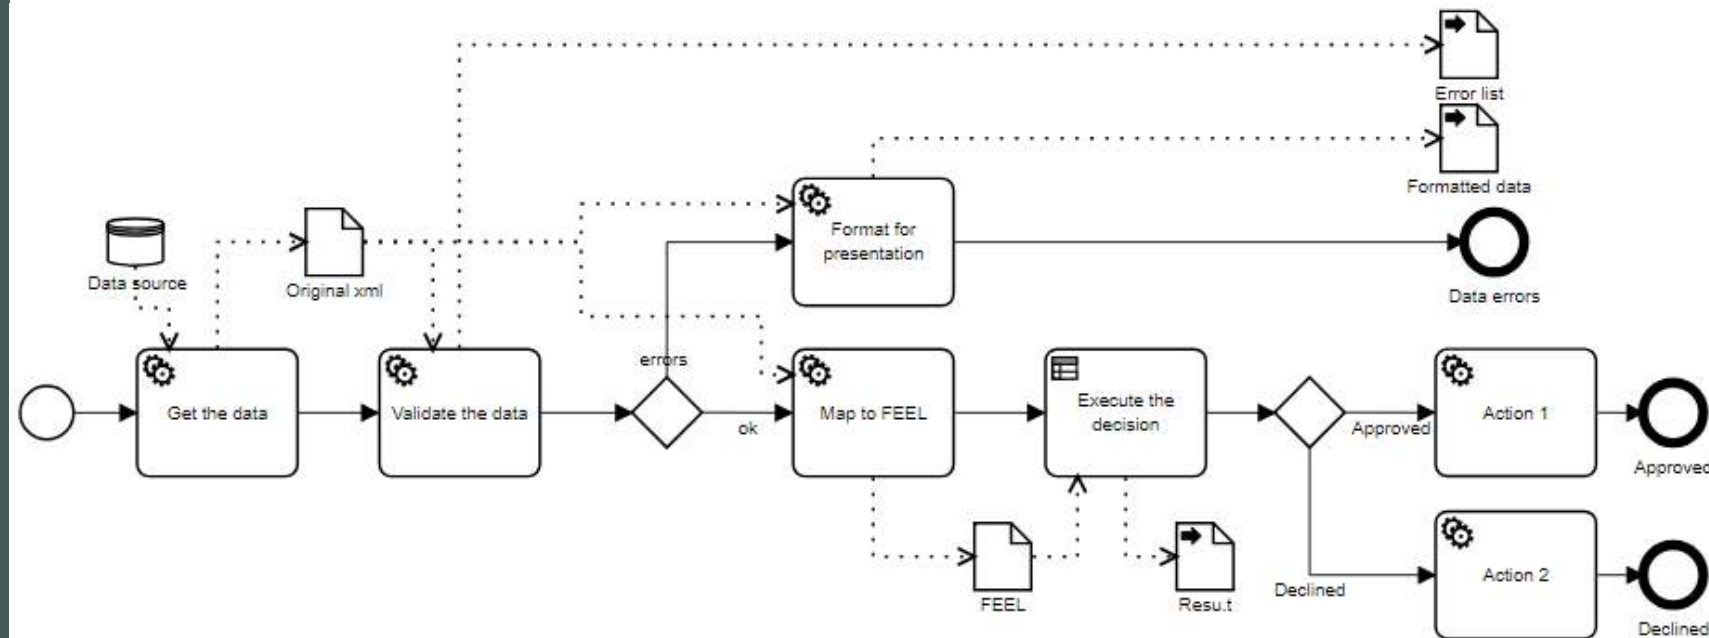 Error list
Formatted data
Format for
presentation
Data source
Original xml
Data errors
errors
Get the data
Validate the data
ok
Map to FEEL
Execute the
decision
Approved
Action 1
Approved
FEEL
Resu.t
Declined
Action 2
Declined